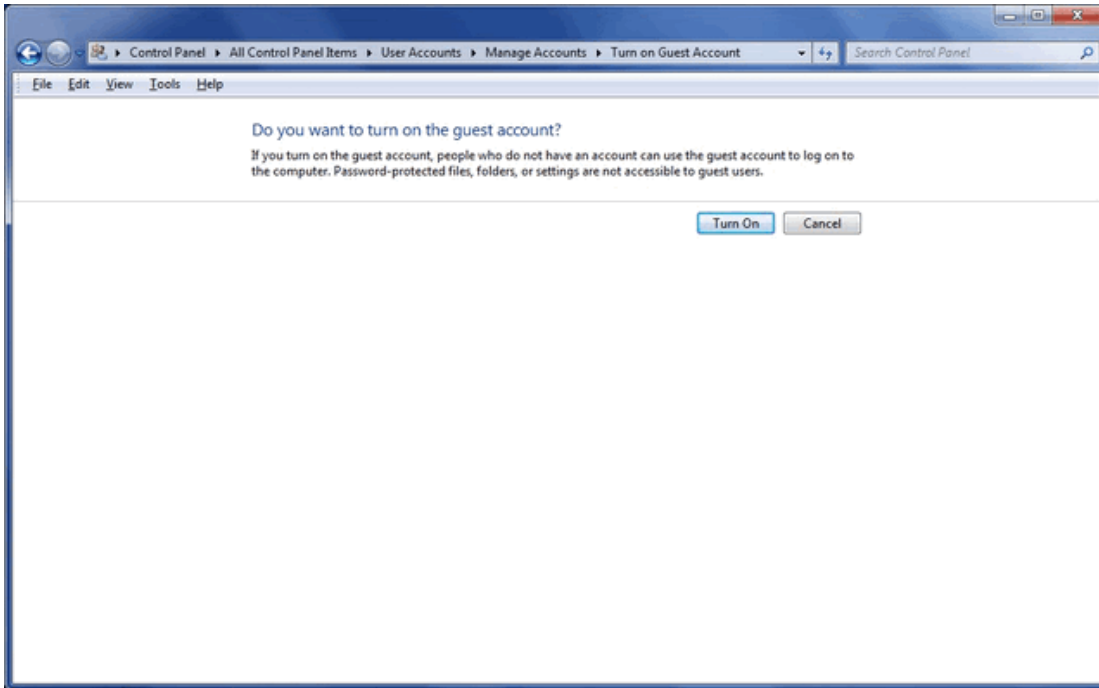 Control Panel ▸ All Control Panel Items ▸ User Accounts ▸ Manage Accounts ▸ Turn on Guest Account
Search Control Panel
File Edit View Tools Help
Do you want to turn on the guest account?
If you turn on the guest account, people who do not have an account can use the guest account to log on to
the computer. Password-protected files, folders, or settings are not accessible to guest users.
Turn On Cancel